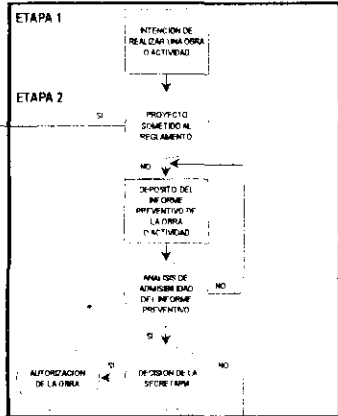 ETAPA 1
INTENCION DE
REALIZAR UNA OBRA
O ACTIVIDAD
ETAPA 2
SI
PROYECTO
SOMETIDO AL
REGLAMENTO
NO
DEPOSITO DEL
INFORME
PREVENTIVO DE
LA OBRA
O ACTIVIDAD
ANALISIS DE
ADMISIBILIDAD
DEL INFORME
PREVENTIVO
NO
SI
AUTORIZACION
DE LA OBRA
SI
DECISION DE LA
SECRETARIA
NO